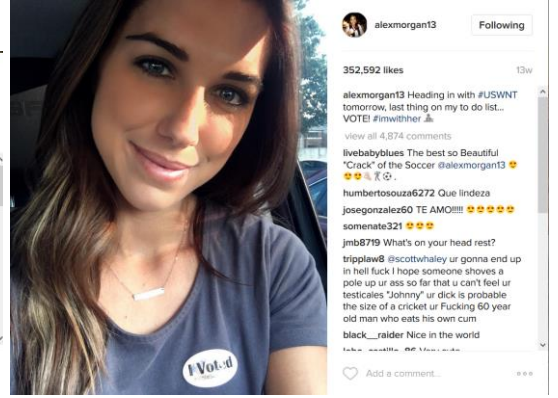 I Voted
alexmorgan13
Following
352,592 likes
13w
alexmorgan13 Heading in with #USWNT
tomorrow, last thing on my to do list...
VOTE! #imwithher
view all 4,874 comments
livebabyblues The best so Beautiful
"Crack" of the Soccer @alexmorgan13 😍
😍😍👏🏻🏋⚽.
humbertosouza6272 Que lindeza
josegonzalez60 TE AMO!!!!! 😍😍😍😍😍
somenate321 😍😍😍
jmb8719 What's on your head rest?
tripplaw8 @scottwhaley ur gonna end up
in hell fuck I hope someone shoves a
pole up ur ass so far that u can't feel ur
testicales "Johnny" ur dick is probable
the size of a cricket ur Fucking 60 year
old man who eats his own cum
black__raider Nice in the world
Add a comment...